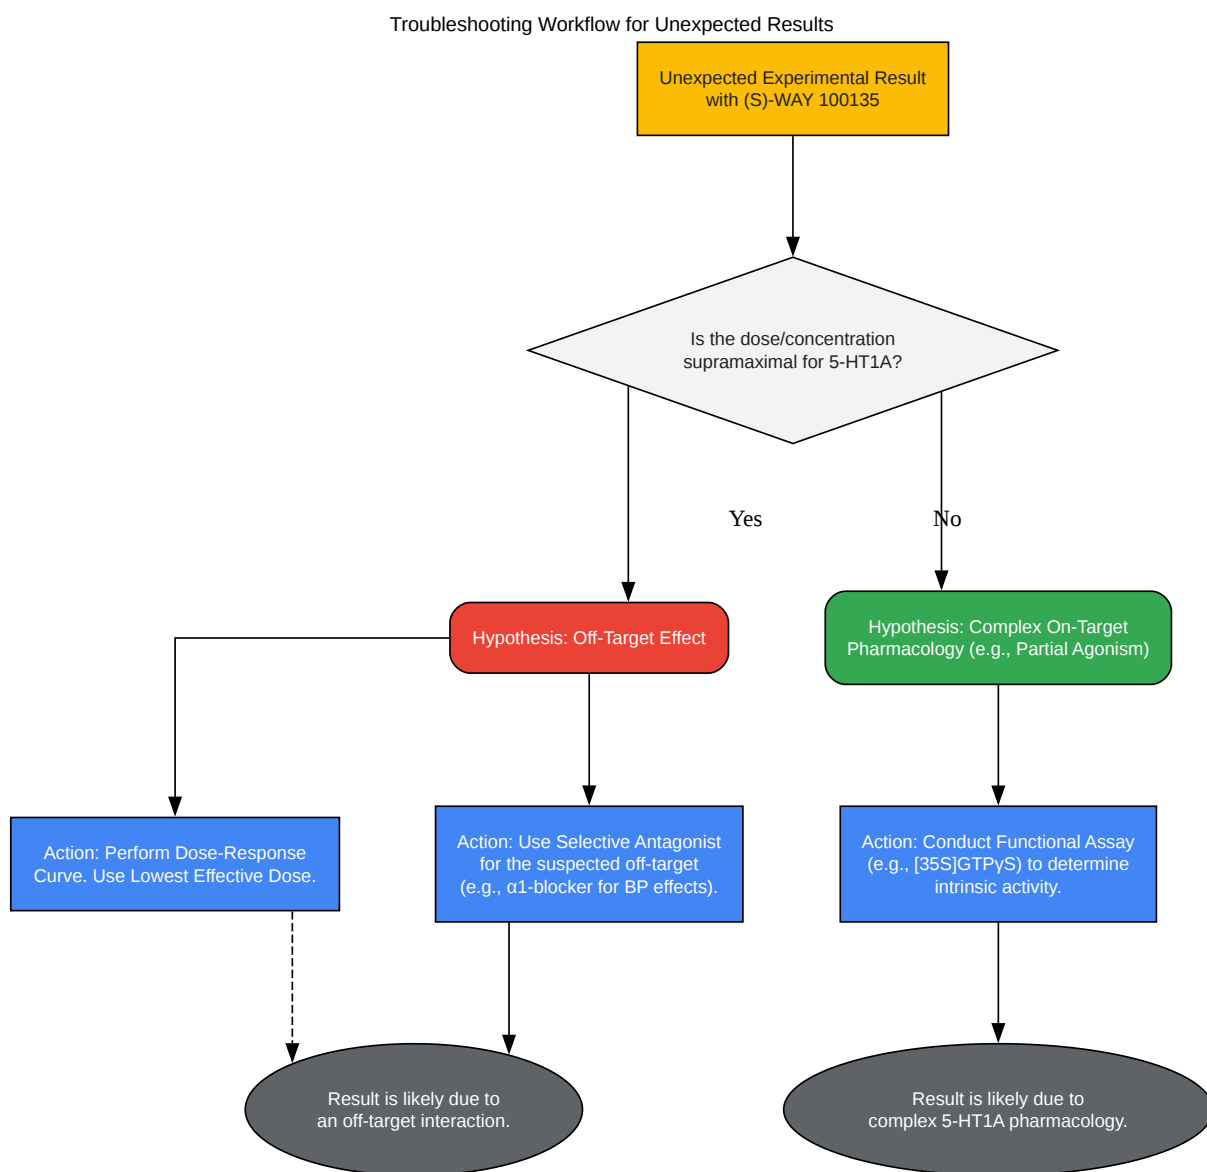 Troubleshooting Workflow for Unexpected Results
Unexpected Experimental Result
with (S)-WAY 100135
Is the dose/concentration
supramaximal for 5-HT1A?
Yes
No
Hypothesis: Off-Target Effect
Hypothesis: Complex On-Target
Pharmacology (e.g., Partial Agonism)
Action: Perform Dose-Response
Curve. Use Lowest Effective Dose.
Action: Use Selective Antagonist
for the suspected off-target
(e.g., α1-blocker for BP effects).
Action: Conduct Functional Assay
(e.g., [35S]GTPγS) to determine
intrinsic activity.
Result is likely due to
an off-target interaction.
Result is likely due to
complex 5-HT1A pharmacology.